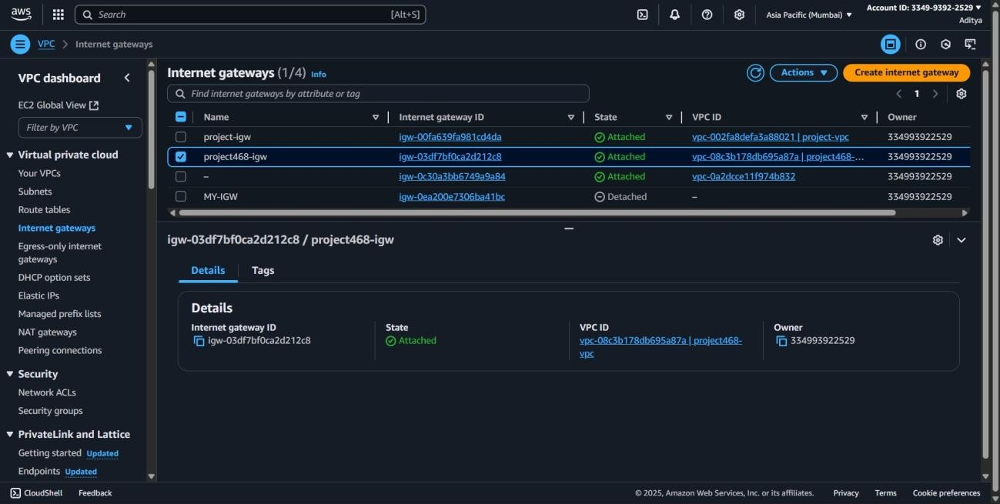 aws
Search [Alt+S]
Asia Pacific (Mumbai)
Account ID: 3349-9392-2529
Aditya
VPC > Internet gateways
VPC dashboard
EC2 Global View
Filter by VPC
Virtual private cloud
Your VPCs
Subnets
Route tables
Internet gateways
Egress-only internet
gateways
DHCP option sets
Elastic IPs
Managed prefix lists
NAT gateways
Peering connections
Security
Network ACLs
Security groups
PrivateLink and Lattice
Getting started Updated
Endpoints Updated
Internet gateways (1/4) Info
Actions
Create internet gateway
Find internet gateways by attribute or tag
1
Name Internet gateway ID State VPC ID Owner
project-igw igw-00fa639fa981cd4da Attached vpc-002fa8defa3a88021 | project-vpc 334993922529
project468-igw igw-03df7bf0ca2d212c8 Attached vpc-08c3b178db695a87a | project468-... 334993922529
– igw-0c30a3bb6749a9a84 Attached vpc-0a2dcce11f974b832 334993922529
MY-IGW igw-0ea200e7306ba41bc Detached – 334993922529
igw-03df7bf0ca2d212c8 / project468-igw
Details Tags
Details
Internet gateway ID
igw-03df7bf0ca2d212c8
State
Attached
VPC ID
vpc-08c3b178db695a87a | project468-
vpc
Owner
334993922529
CloudShell Feedback
© 2025, Amazon Web Services, Inc. or its affiliates. Privacy Terms Cookie preferences